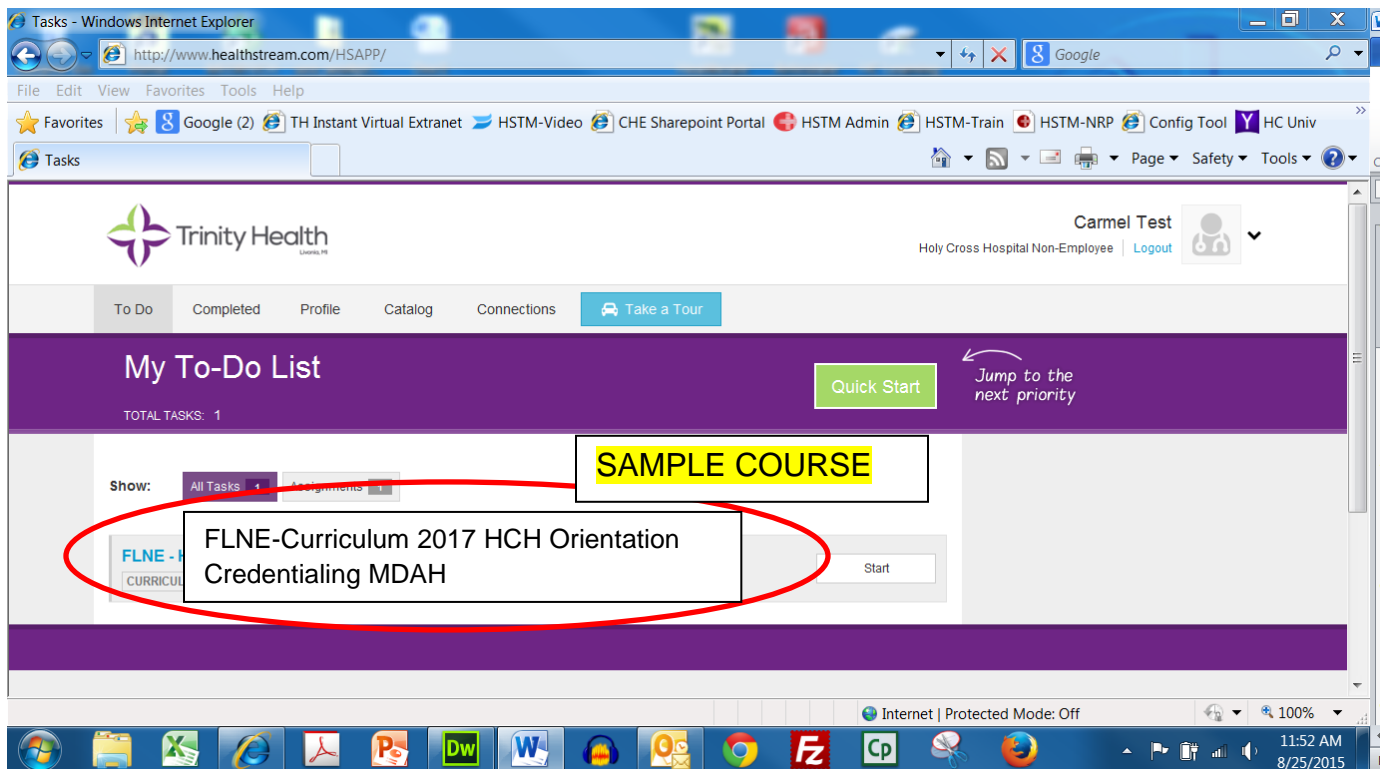 Tasks - Windows Internet Explorer
http://www.healthstream.com/HSAPP/
Google
File Edit View Favorites Tools Help
Favorites Google (2) TH Instant Virtual Extranet HSTM-Video CHE Sharepoint Portal HSTM Admin HSTM-Train HSTM-NRP Config Tool HC Univ
Tasks
Page Safety Tools
Trinity Health
Livonia, MI
Carmel Test
Holy Cross Hospital Non-Employee Logout
To Do Completed Profile Catalog Connections Take a Tour
My To-Do List
TOTAL TASKS: 1
Quick Start
Jump to the
next priority
SAMPLE COURSE
Show: All Tasks 1 Assignments 1
FLNE-Curriculum 2017 HCH Orientation
Credentialing MDAH
FLNE -
CURRICUL
Start
Internet | Protected Mode: Off
100%
Dw
Fz
Cp
11:52 AM
8/25/2015